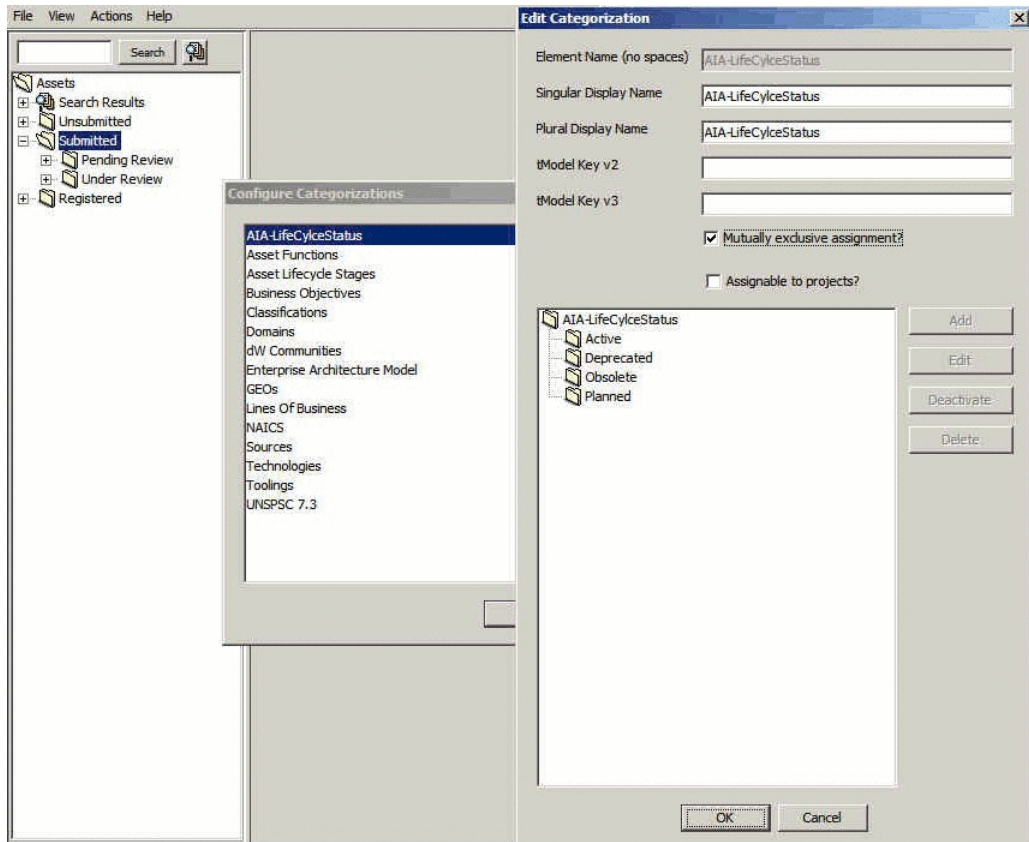 File View Actions Help
Search
Assets
Search Results
Unsubmitted
Submitted
Pending Review
Under Review
Registered
Configure Categorizations
AIA-LifeCylceStatus
Asset Functions
Asset Lifecycle Stages
Business Objectives
Classifications
Domains
dW Communities
Enterprise Architecture Model
GEOs
Lines Of Business
NAICS
Sources
Technologies
Toolings
UNSPSC 7.3
Edit Categorization
Element Name (no spaces) AIA-LifeCylceStatus
Singular Display Name AIA-LifeCylceStatus
Plural Display Name AIA-LifeCylceStatus
tModel Key v2
tModel Key v3
Mutually exclusive assignment?
Assignable to projects?
AIA-LifeCylceStatus
Active
Deprecated
Obsolete
Planned
Add
Edit
Deactivate
Delete
OK Cancel